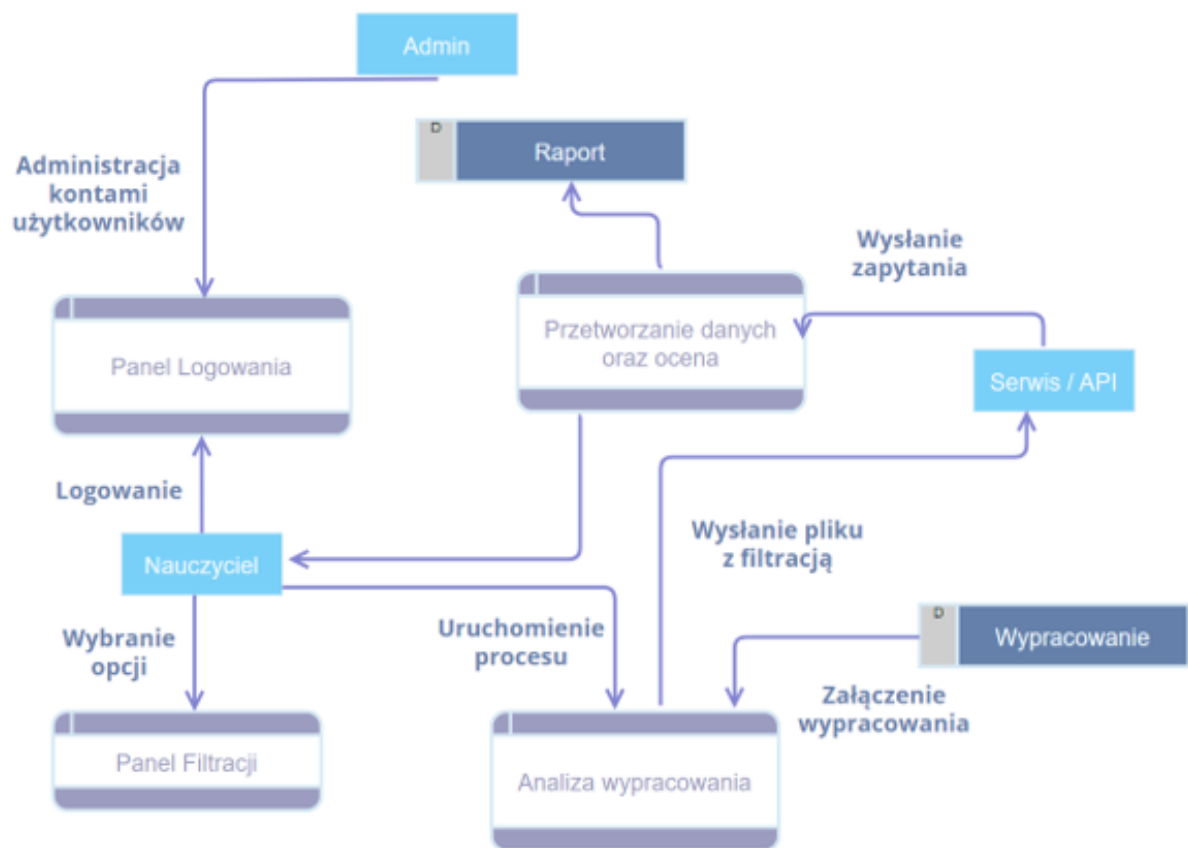 Admin
D
Raport
Administracja
kontami
użytkowników
Wysłanie
zapytania
Przetworzanie danych
oraz ocena
Panel Logowania
Serwis / API
Logowanie
Wysłanie pliku
z filtracją
Nauczyciel
D
Wypracowanie
Wybranie
opcji
Uruchomienie
procesu
Załączenie
wypracowania
Panel Filtracji
Analiza wypracowania